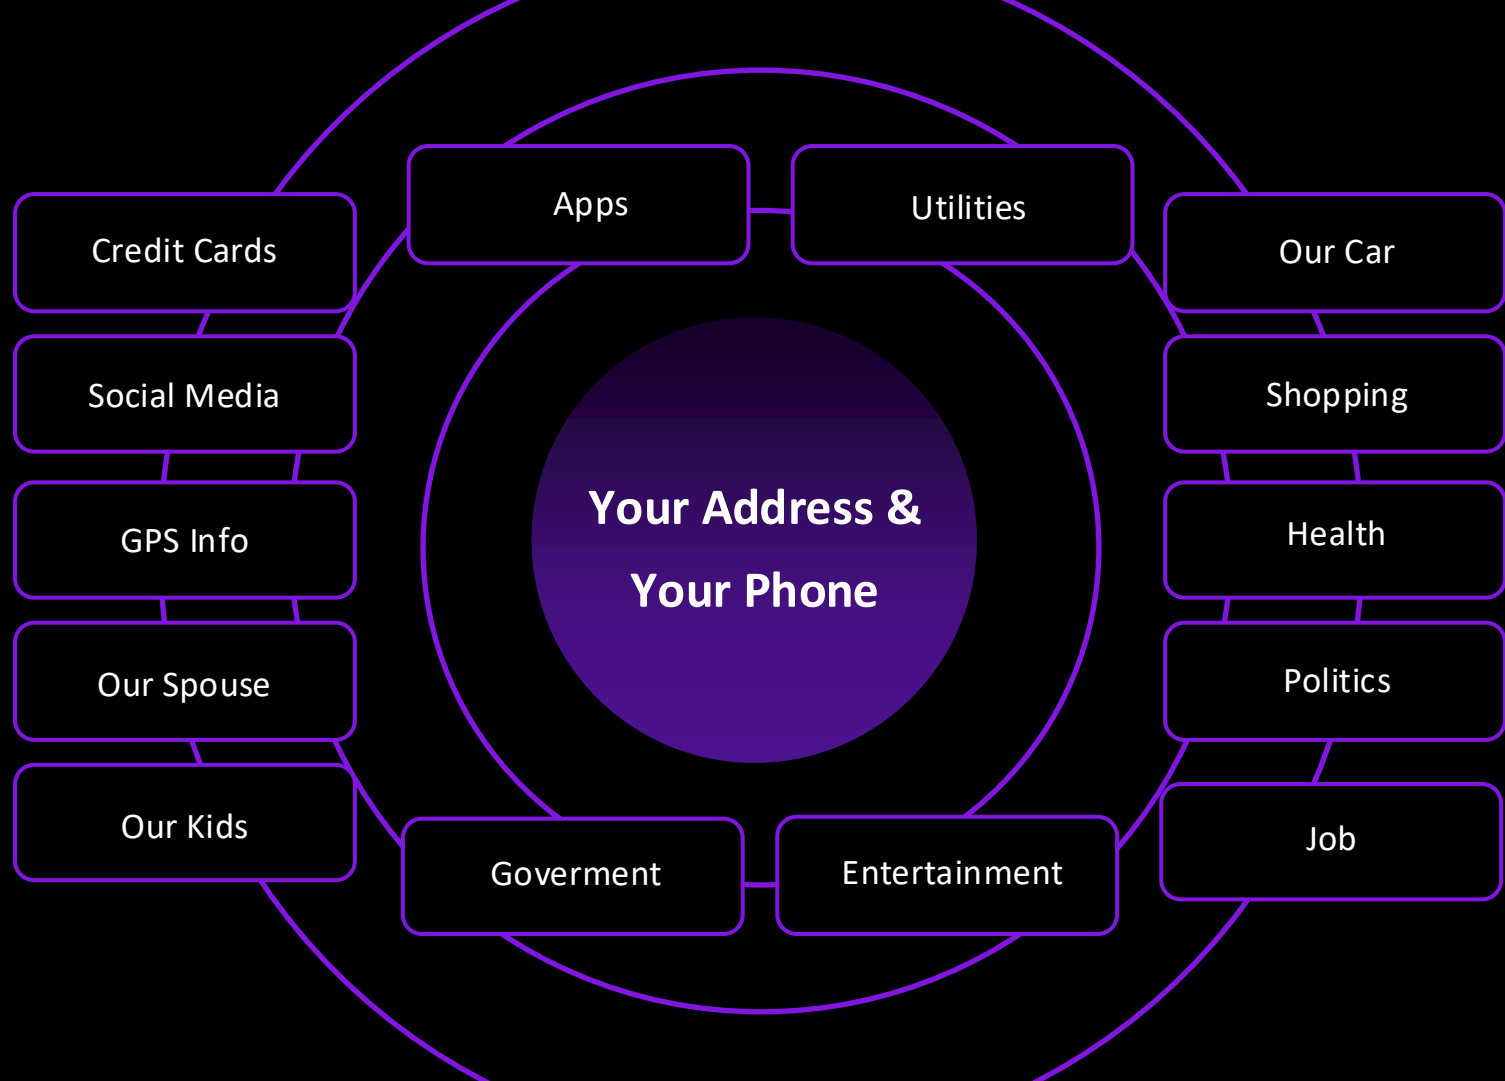 Apps
Utilities
Credit Cards
Our Car
Social Media
Shopping
Your Address &
Your Phone
GPS Info
Health
Our Spouse
Politics
Our Kids
Job
Goverment
Entertainment